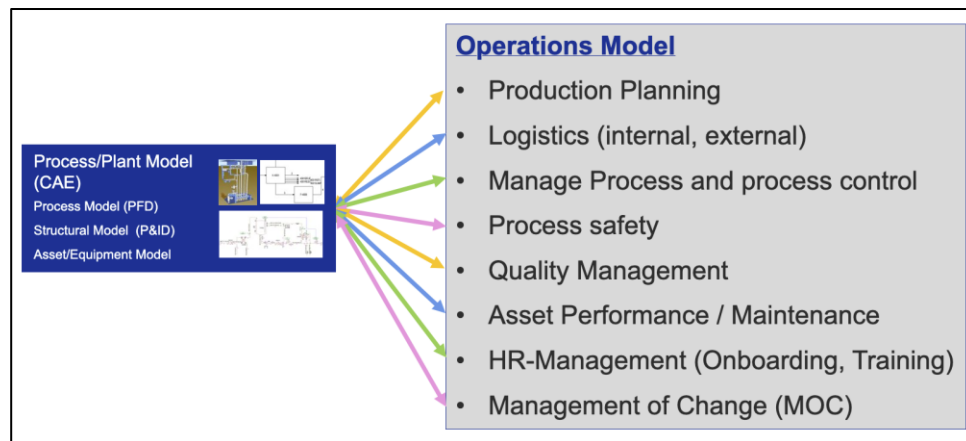 Process/Plant Model
(CAE)
Process Model (PFD)
Structural Model (P&ID)
Asset/Equipment Model
Operations Model
• Production Planning
• Logistics (internal, external)
• Manage Process and process control
• Process safety
• Quality Management
• Asset Performance / Maintenance
• HR-Management (Onboarding, Training)
• Management of Change (MOC)